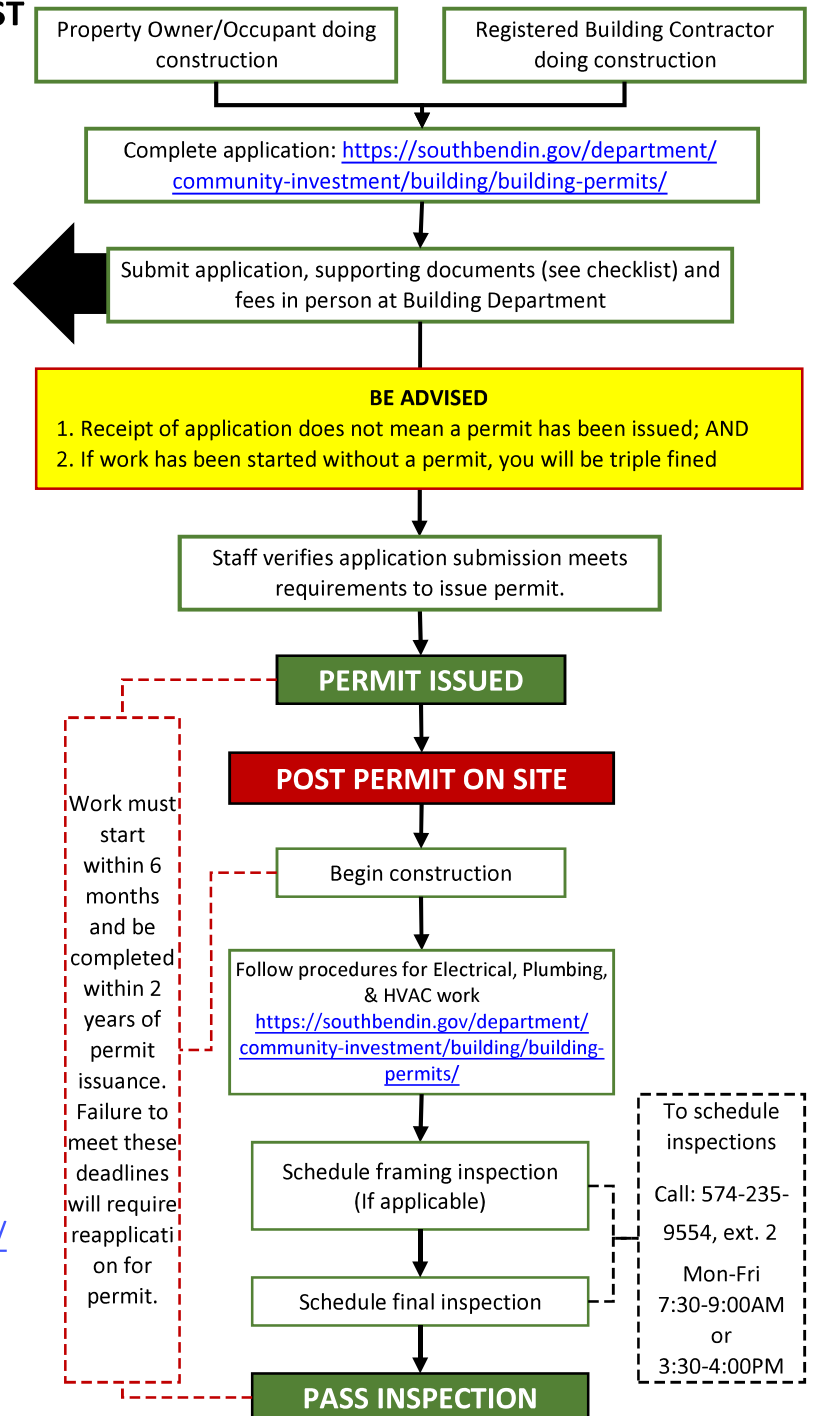 ST
Property Owner/Occupant doing
construction
Registered Building Contractor
doing construction
Complete application: https://southbendin.gov/department/
community-investment/building/building-permits/
Submit application, supporting documents (see checklist) and
fees in person at Building Department
BE ADVISED
1. Receipt of application does not mean a permit has been issued; AND
2. If work has been started without a permit, you will be triple fined
Staff verifies application submission meets
requirements to issue permit.
PERMIT ISSUED
POST PERMIT ON SITE
Work must
start
within 6
months
and be
completed
within 2
years of
permit
issuance.
Failure to
meet these
deadlines
will require
reapplicati
on for
permit.
Begin construction
Follow procedures for Electrical, Plumbing,
& HVAC work
https://southbendin.gov/department/
community-investment/building/building-
permits/
Schedule framing inspection
(If applicable)
Schedule final inspection
To schedule
inspections
Call: 574-235-
9554, ext. 2
Mon-Fri
7:30-9:00AM
or
3:30-4:00PM
/
PASS INSPECTION